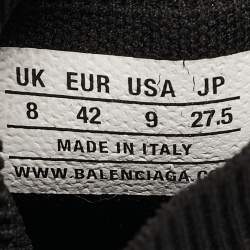 UK EUR USA JP
8 42 9 27.5
MADE IN ITALY
WWW.BALENCIAGA.